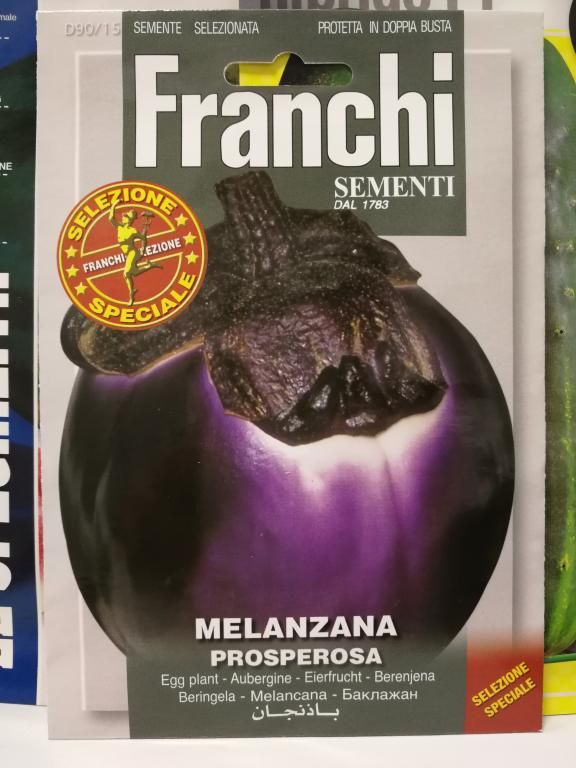 D90/15
SEMENTE SELEZIONATA
PROTETTA IN DOPPIA BUSTA
Franchi
SEMENTI
DAL 1783
SELEZIONE
FRANCHI
SPECIALE
MELANZANA
PROSPEROSA
Egg plant - Aubergine - Eierfrucht - Berenjena
Beringela - Melancana - Баклажан
باذنجان
SELEZIONE
SPECIALE